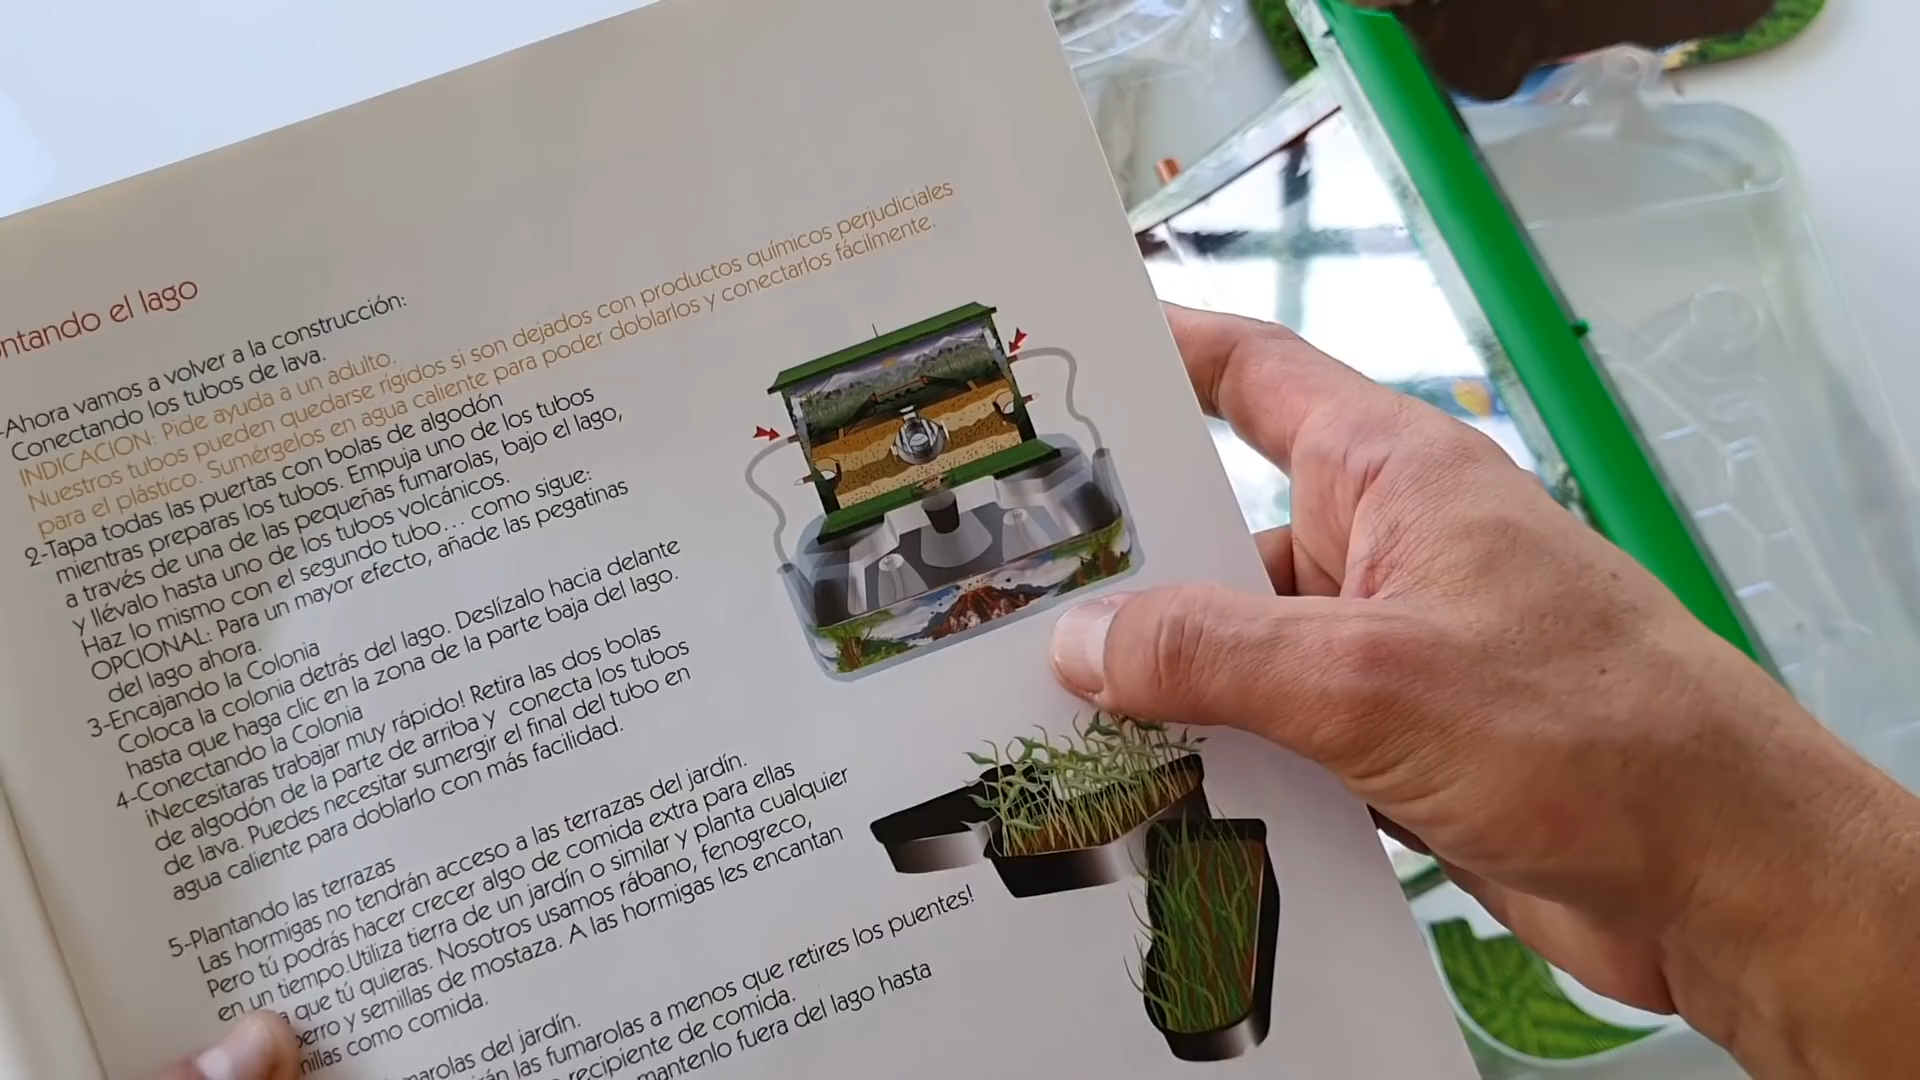 ntando el lago
-Ahora vamos a volver a la construcción:
Conectando los tubos de lava.
INDICACION: Pide ayuda a un adulto.
Nuestros tubos pueden quedarse rígidos si son dejados con productos químicos perjudiciales
para el plástico. Sumérgelos en agua caliente para poder doblarlos y conectarlos fácilmente.
2-Tapa todas las puertas con bolas de algodón
mientras preparas los tubos. Empuja uno de los tubos
a través de una de las pequeñas fumarolas, bajo el lago,
y llévalo hasta uno de los tubos volcánicos.
Haz lo mismo con el segundo tubo... como sigue:
OPCIONAL: Para un mayor efecto, añade las pegatinas
del lago ahora.
3-Encajando la Colonia
Coloca la colonia detrás del lago. Deslízalo hacia delante
hasta que haga clic en la zona de la parte baja del lago.
4-Conectando la Colonia
¡Necesitaras trabajar muy rápido! Retira las dos bolas
de algodón de la parte de arriba y conecta los tubos
de lava. Puedes necesitar sumergir el final del tubo en
agua caliente para doblarlo con más facilidad.
5-Plantando las terrazas
Las hormigas no tendrán acceso a las terrazas del jardín.
Pero tú podrás hacer crecer algo de comida extra para ellas
en un tiempo.Utiliza tierra de un jardín o similar y planta cualquier
que tú quieras. Nosotros usamos rábano, fenogreco,
berro y semillas de mostaza. A las hormigas les encantan
millas como comida.
marolas del jardín.
rán las fumarolas a menos que retires los puentes!
recipiente de comida.
mantenlo fuera del lago hasta